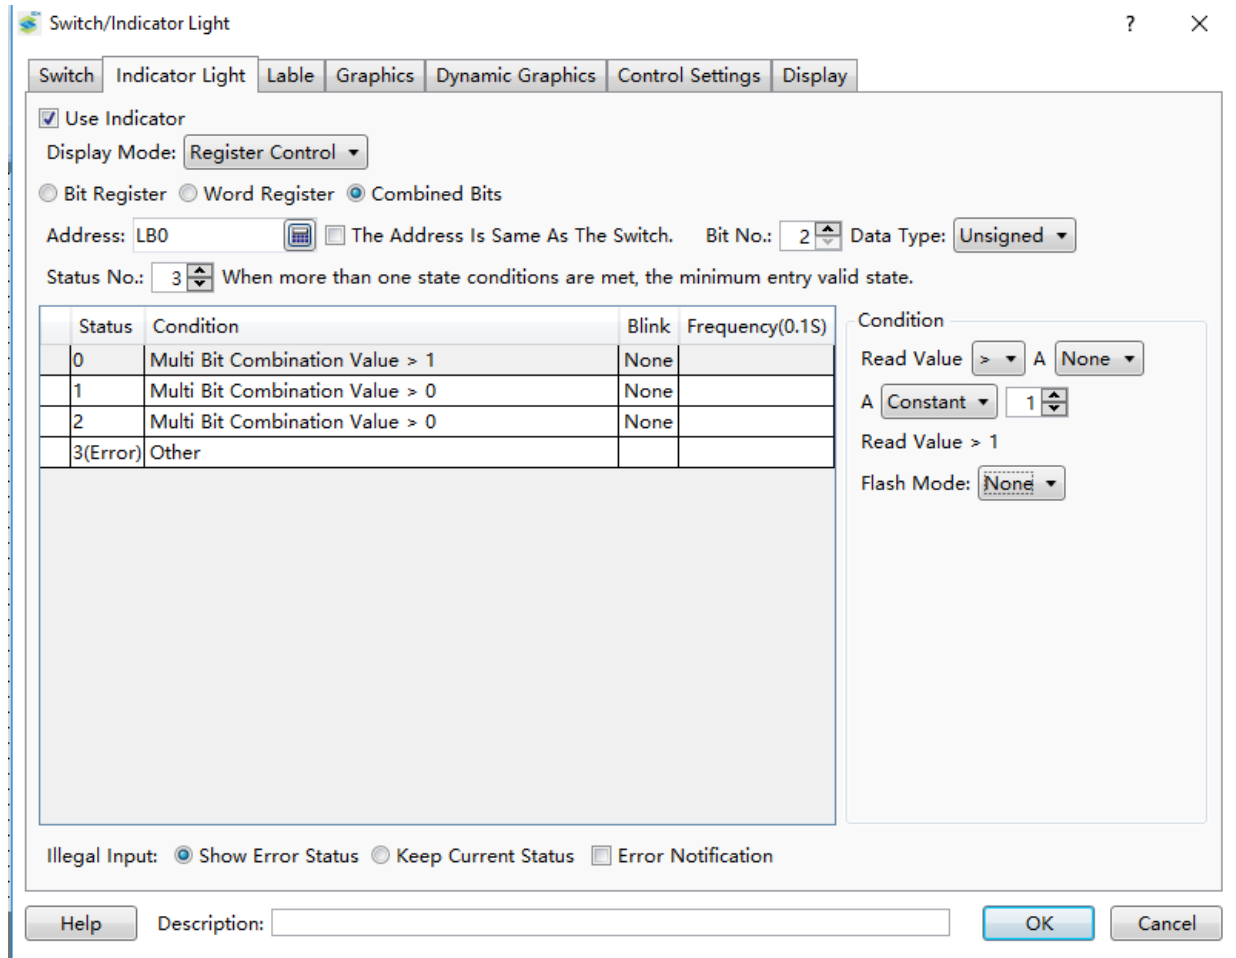 Switch/Indicator Light ?
Switch Indicator Light Lable Graphics Dynamic Graphics Control Settings Display
Use Indicator
Display Mode: Register Control
Bit Register Word Register Combined Bits
Address: LB0 The Address Is Same As The Switch. Bit No.: 2 Data Type: Unsigned
Status No.: 3 When more than one state conditions are met, the minimum entry valid state.
Status Condition Blink Frequency(0.1S)
0 Multi Bit Combination Value > 1 None
1 Multi Bit Combination Value > 0 None
2 Multi Bit Combination Value > 0 None
3(Error) Other
Condition
Read Value > A None
A Constant 1
Read Value > 1
Flash Mode: None
Illegal Input: Show Error Status Keep Current Status Error Notification
Help Description: OK Cancel